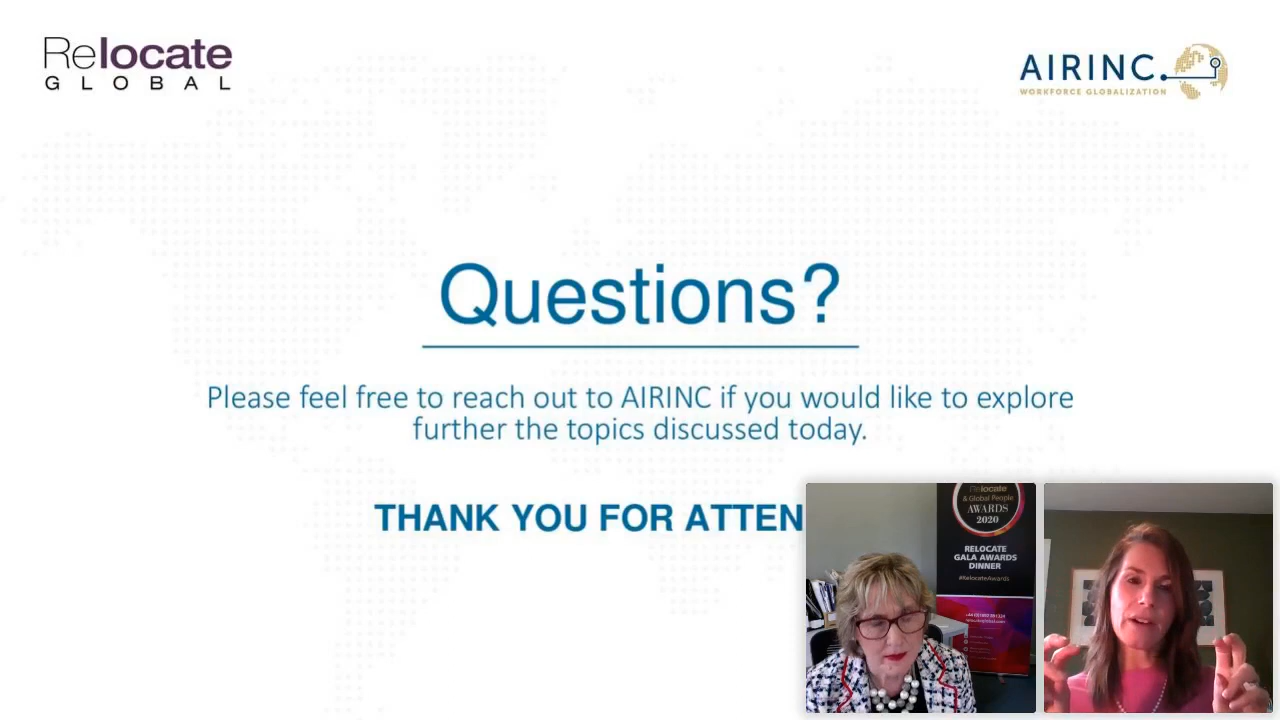 Relocate
GLOBAL
AIRINC.
WORKFORCE GLOBALIZATION
Questions?
Please feel free to reach out to AIRINC if you would like to explore
further the topics discussed today.
THANK YOU FOR ATTEN
Relocate
& Global People
AWARDS
2020
RELOCATE
GALA AWARDS
DINNER
#RelocateAwards